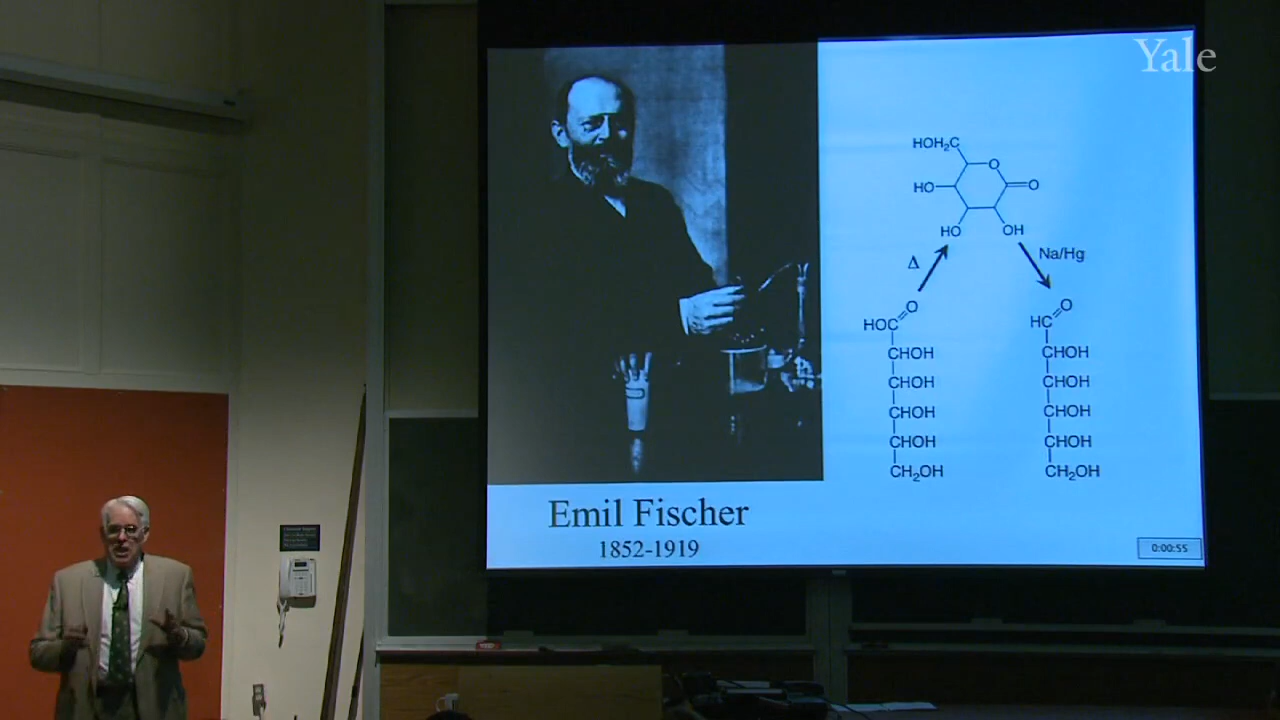 Yale
HOH₂C
O
HO
O
HO
OH
Δ
Na/Hg
O
HOC
CHOH
CHOH
CHOH
CHOH
CH₂OH
O
HC
CHOH
CHOH
CHOH
CHOH
CH₂OH
Emil Fischer
1852-1919
0:00:55